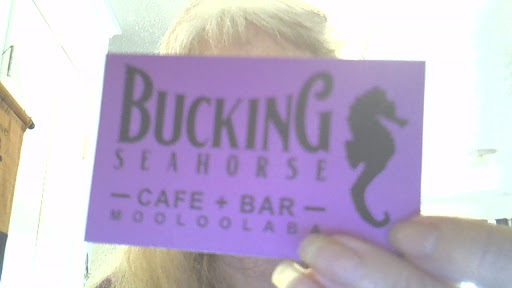 BUCKING
SEAHORSE
— CAFE + BAR —
MOOLOOLABA